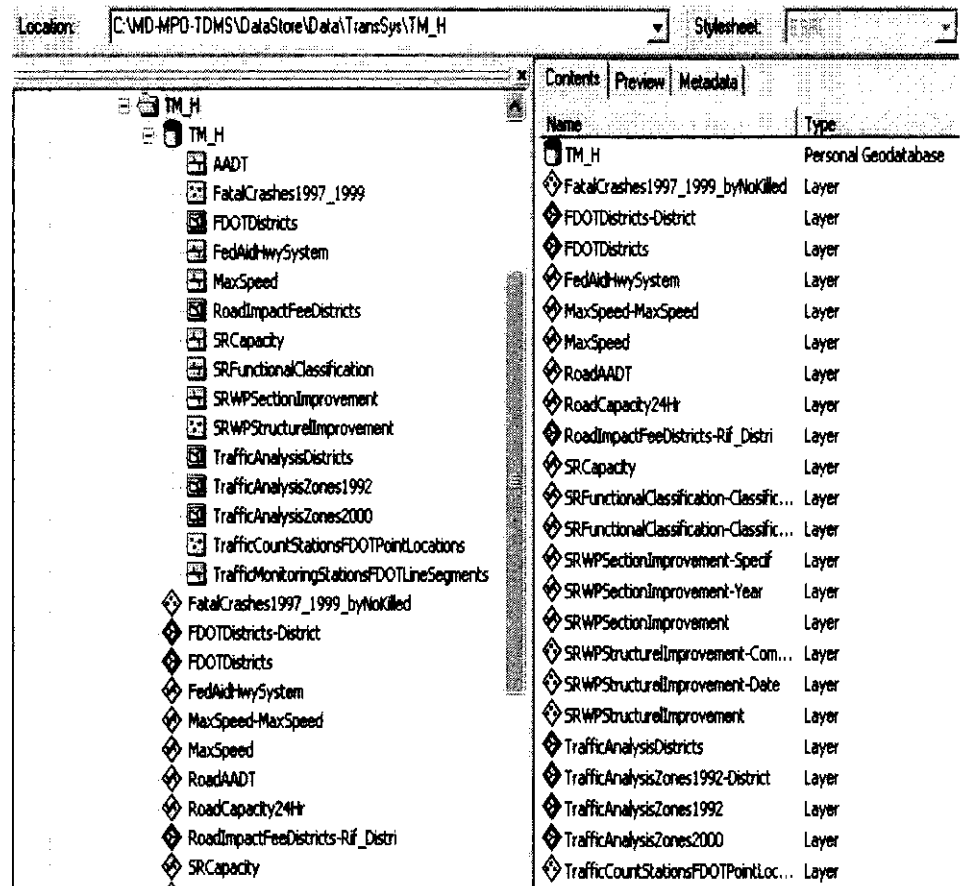 Location: C:\MD-MPO-TDMS\DataStore\Data\TransSys\TM_H Stylesheet:
TM_H
TM_H
AADT
FatalCrashes1997_1999
FDOTDistricts
FedAidHwySystem
MaxSpeed
RoadImpactFeeDistricts
SRCapacity
SRFunctionalClassification
SRWPSectionImprovement
SRWPStructureImprovement
TrafficAnalysisDistricts
TrafficAnalysisZones1992
TrafficAnalysisZones2000
TrafficCountStationsFDOTPointLocations
TrafficMonitoringStationsFDOTLineSegments
FatalCrashes1997_1999_byNoKilled
FDOTDistricts-District
FDOTDistricts
FedAidHwySystem
MaxSpeed-MaxSpeed
MaxSpeed
RoadAADT
RoadCapacity24Hr
RoadImpactFeeDistricts-Rif_Distri
SRCapacity
Contents Preview Metadata
Name Type
TM_H Personal Geodatabase
FatalCrashes1997_1999_byNoKilled Layer
FDOTDistricts-District Layer
FDOTDistricts Layer
FedAidHwySystem Layer
MaxSpeed-MaxSpeed Layer
MaxSpeed Layer
RoadAADT Layer
RoadCapacity24Hr Layer
RoadImpactFeeDistricts-Rif_Distri Layer
SRCapacity Layer
SRFunctionalClassification-Classific... Layer
SRFunctionalClassification-Classific... Layer
SRWPSectionImprovement-Specif Layer
SRWPSectionImprovement-Year Layer
SRWPSectionImprovement Layer
SRWPStructureImprovement-Com... Layer
SRWPStructureImprovement-Date Layer
SRWPStructureImprovement Layer
TrafficAnalysisDistricts Layer
TrafficAnalysisZones1992-District Layer
TrafficAnalysisZones1992 Layer
TrafficAnalysisZones2000 Layer
TrafficCountStationsFDOTPointLoc... Layer